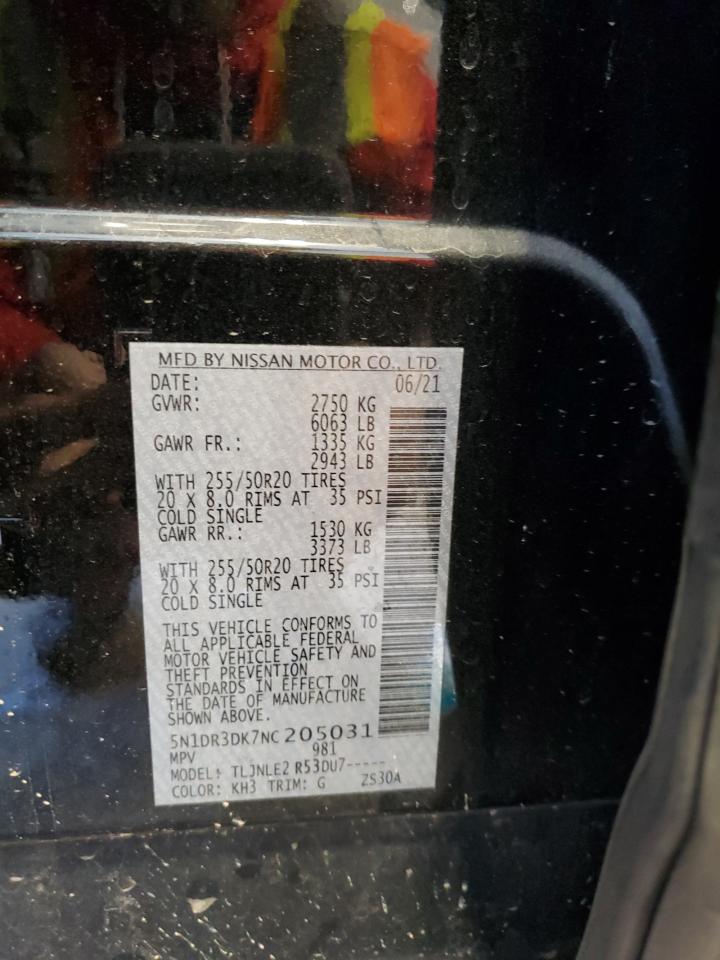 MFD BY NISSAN MOTOR CO., LTD.
DATE: 06/21
GVWR: 2750 KG
6063 LB
GAWR FR.: 1335 KG
2943 LB
WITH 255/50R20 TIRES
20 X 8.0 RIMS AT 35 PSI
COLD SINGLE
GAWR RR.: 1530 KG
3373 LB
WITH 255/50R20 TIRES
20 X 8.0 RIMS AT 35 PSI
COLD SINGLE
THIS VEHICLE CONFORMS TO
ALL APPLICABLE FEDERAL
MOTOR VEHICLE SAFETY AND
THEFT PREVENTION
STANDARDS IN EFFECT ON
THE DATE OF MANUFACTURE
SHOWN ABOVE.
5N1DR3DK7NC205031
MPV 981
MODEL: TLJNLE2 R53DU7-----
COLOR: KH3 TRIM: G ZS30A